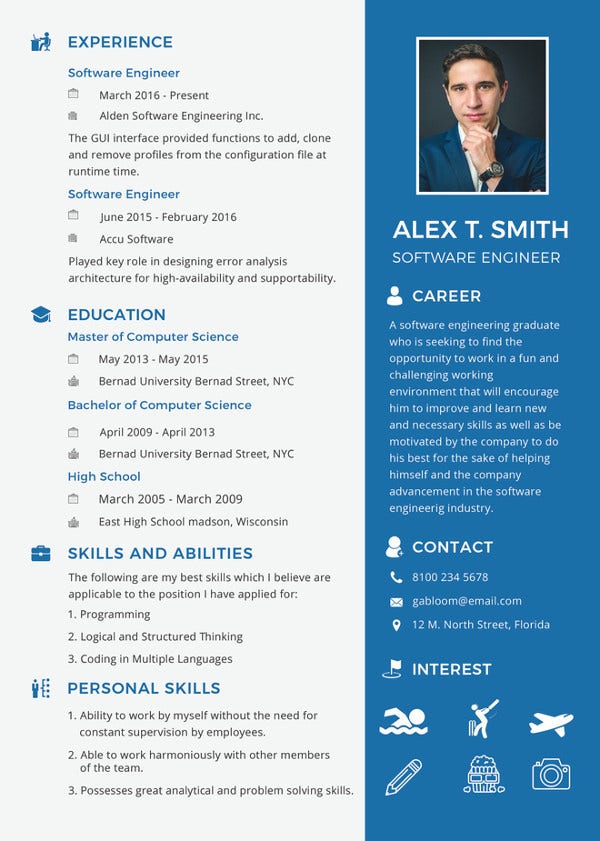 EXPERIENCE
Software Engineer
March 2016 - Present
Alden Software Engineering Inc.
The GUI interface provided functions to add, clone
and remove profiles from the configuration file at
runtime time.
Software Engineer
June 2015 - February 2016
Accu Software
Played key role in designing error analysis
architecture for high-availability and supportability.
EDUCATION
Master of Computer Science
May 2013 - May 2015
Bernad University Bernad Street, NYC
Bachelor of Computer Science
April 2009 - April 2013
Bernad University Bernad Street, NYC
High School
March 2005 - March 2009
East High School madson, Wisconsin
SKILLS AND ABILITIES
The following are my best skills which I believe are
applicable to the position I have applied for:
1. Programming
2. Logical and Structured Thinking
3. Coding in Multiple Languages
PERSONAL SKILLS
1. Ability to work by myself without the need for
constant supervision by employees.
2. Able to work harmoniously with other members
of the team.
3. Possesses great analytical and problem solving skills.
ALEX T. SMITH
SOFTWARE ENGINEER
CAREER
A software engineering graduate
who is seeking to find the
opportunity to work in a fun and
challenging working
environment that will encourage
him to improve and learn new
and necessary skills as well as be
motivated by the company to do
his best for the sake of helping
himself and the company
advancement in the software
engineerig industry.
CONTACT
8100 234 5678
gabloom@email.com
12 M. North Street, Florida
INTEREST